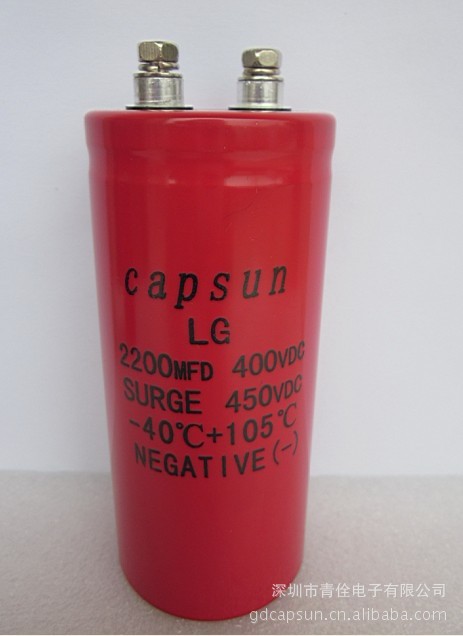 capsun
LG
2200MFD 400VDC
SURGE 450VDC
-40℃+105℃
NEGATIVE(-)
深圳市青佺电子有限公司
gdcapsun.cn.alibaba.com